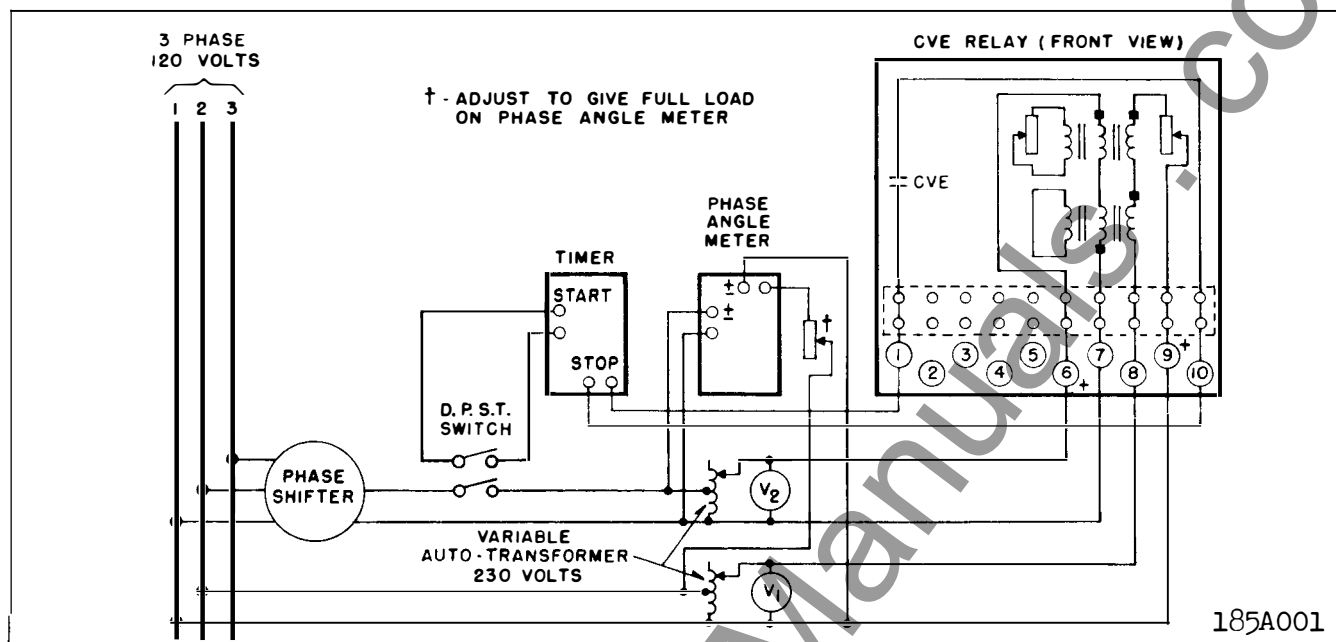 3 PHASE
120 VOLTS
1 2 3
† - ADJUST TO GIVE FULL LOAD
ON PHASE ANGLE METER
CVE RELAY (FRONT VIEW)
CVE
PHASE
ANGLE
METER
±
±
†
TIMER
START
STOP
D.P.S.T.
SWITCH
PHASE
SHIFTER
VARIABLE
AUTO-TRANSFORMER
230 VOLTS
V2
V1
1 2 3 4 5 6 + 7 8 9 + 10
185A001
Manuals.co